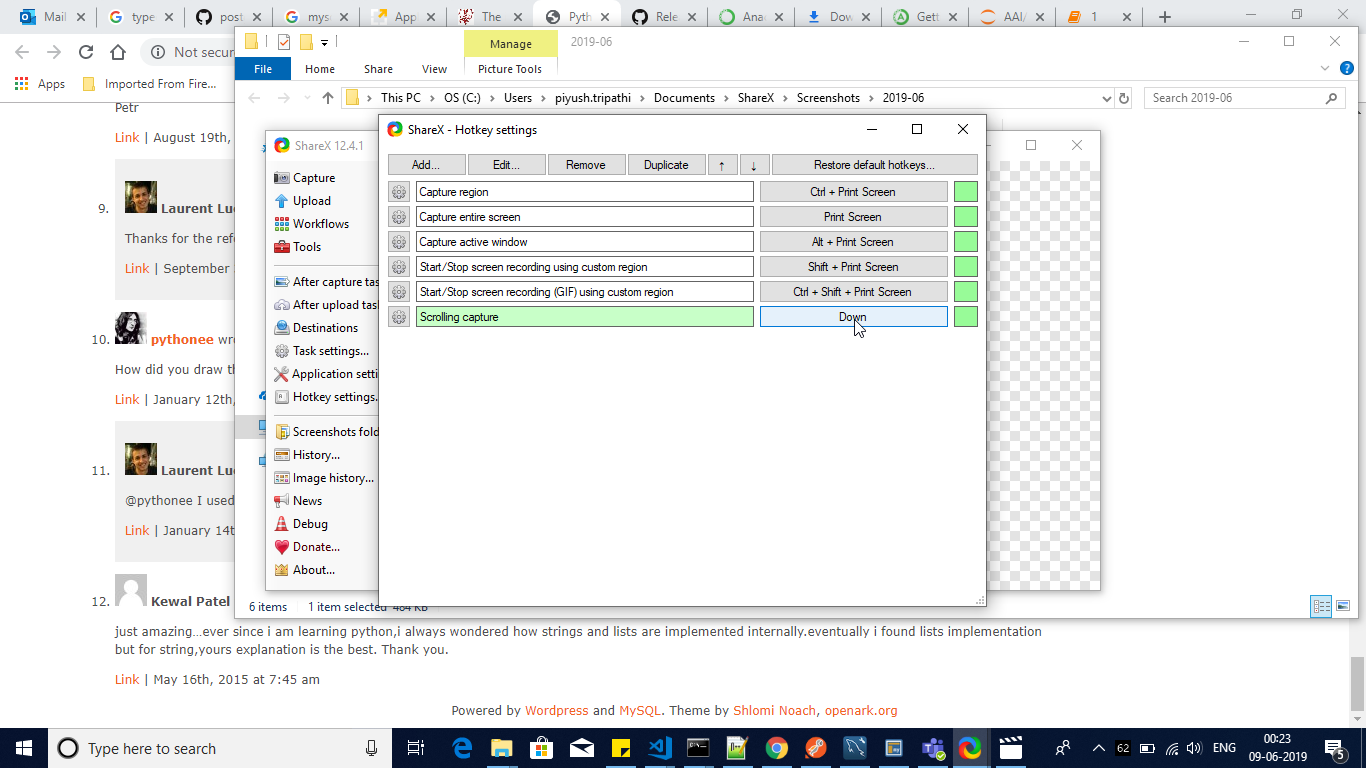 Mail
type
post
mys
App
The
Pyth
Rele
Ana
Dow
Gett
AAI/
1
Not secur
Apps
Imported From Fire...
Manage
2019-06
File
Home
Share
View
Picture Tools
This PC > OS (C:) > Users > piyush.tripathi > Documents > ShareX > Screenshots > 2019-06
Search 2019-06
Petr
Link | August 19th,
9.
Laurent Lu
Thanks for the ref
Link | September
10.
pythonee wr
How did you draw t
Link | January 12th,
11.
Laurent Lu
@pythonee I used
Link | January 14t
12.
Kewal Patel
just amazing…ever since i am learning python,i always wondered how strings and lists are implemented internally.eventually i found lists implementation
but for string,yours explanation is the best. Thank you.
Link | May 16th, 2015 at 7:45 am
Powered by Wordpress and MySQL. Theme by Shlomi Noach, openark.org
ShareX 12.4.1
Capture
Upload
Workflows
Tools
After capture tas
After upload tas
Destinations
Task settings...
Application setti
Hotkey settings.
Screenshots fold
History...
Image history...
News
Debug
Donate...
About...
6 items
1 item selected 484 KB
ShareX - Hotkey settings
Add...
Edit...
Remove
Duplicate
↑
↓
Restore default hotkeys...
Capture region
Ctrl + Print Screen
Capture entire screen
Print Screen
Capture active window
Alt + Print Screen
Start/Stop screen recording using custom region
Shift + Print Screen
Start/Stop screen recording (GIF) using custom region
Ctrl + Shift + Print Screen
Scrolling capture
Down
Type here to search
62
ENG
00:23
09-06-2019
5